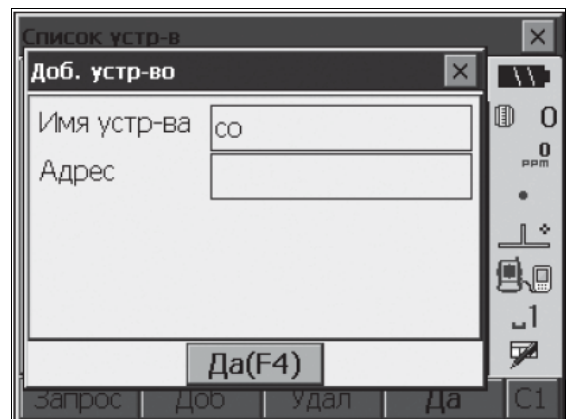 Список устр-в
Доб. устр-во
Имя устр-ва со
Адрес
Да(F4)
Запрос Доб Удал Да С1
0
0
ppm
1